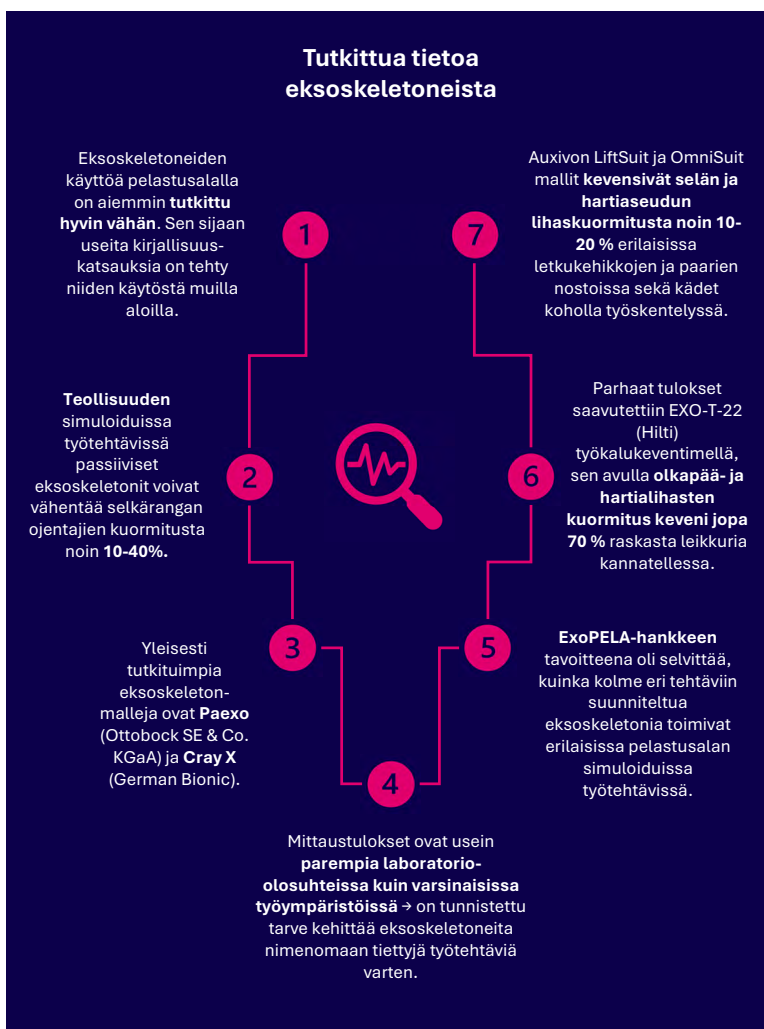 Tutkittua tietoa
eksoskeletoneista
Eksoskeletoneiden
käyttöä pelastusalalla
on aiemmin tutkittu
hyvin vähän. Sen sijaan
useita kirjallisuus-
katsauksia on tehty
niiden käytöstä muilla
aloilla.
1
Teollisuuden
simuloiduissa
työtehtävissä
passiiviset
eksoskeletonit voivat
vähentää selkärangan
ojentajien kuormitusta
noin 10-40%.
2
Yleisesti
tutkituimpia
eksoskeleton-
malleja ovat Paexo
(Ottobock SE & Co.
KGaA) ja Cray X
(German Bionic).
3
4
Mittaustulokset ovat usein
parempia laboratorio-
olosuhteissa kuin varsinaisissa
työympäristöissä → on tunnistettu
tarve kehittää eksoskeletoneita
nimenomaan tiettyjä työtehtäviä
varten.
5
ExoPELA-hankkeen
tavoitteena oli selvittää,
kuinka kolme eri tehtäviin
suunniteltua
eksoskeletonia toimivat
erilaisissa pelastusalan
simuloiduissa
työtehtävissä.
6
Parhaat tulokset
saavutettiin EXO-T-22
(Hilti)
työkalukeventimellä,
sen avulla olkapää- ja
hartialihasten
kuormitus keveni jopa
70 % raskasta leikkuria
kannatellessa.
7
Auxivon LiftSuit ja OmniSuit
mallit kevensivät selän ja
hartiaseudun
lihaskuormitusta noin 10-
20 % erilaisissa
letkukehikkojen ja paarien
nostoissa sekä kädet
koholla työskentelyssä.